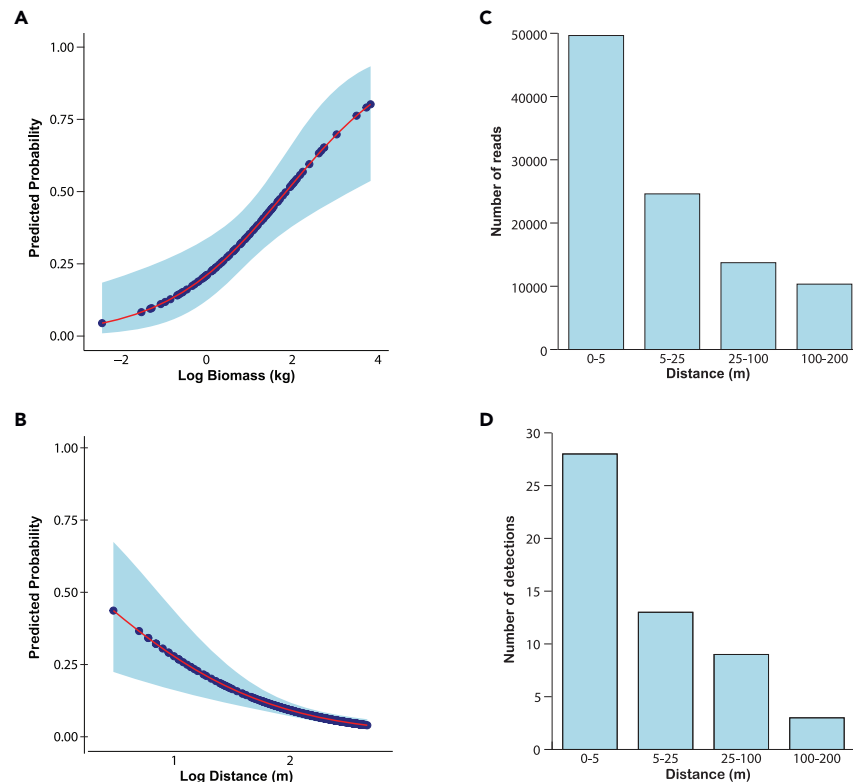 A
1.00
0.75
0.50
0.25
0.00
Predicted Probability
−2 0 2 4
Log Biomass (kg)
C
50000
40000
30000
20000
10000
0
Number of reads
0-5 5-25 25-100 100-200
Distance (m)
B
1.00
0.75
0.50
0.25
0.00
Predicted Probability
1 2
Log Distance (m)
D
30
25
20
15
10
5
0
Number of detections
0-5 5-25 25-100 100-200
Distance (m)